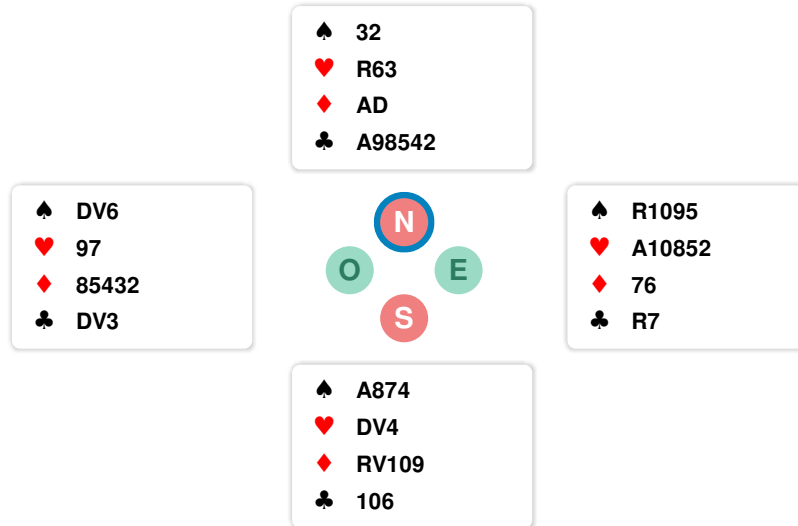 ♠ 32
♥ R63
♦ AD
♣ A98542
♠ DV6
♥ 97
♦ 85432
♣ DV3
N
O
E
S
♠ R1095
♥ A10852
♦ 76
♣ R7
♠ A874
♥ DV4
♦ RV109
♣ 106